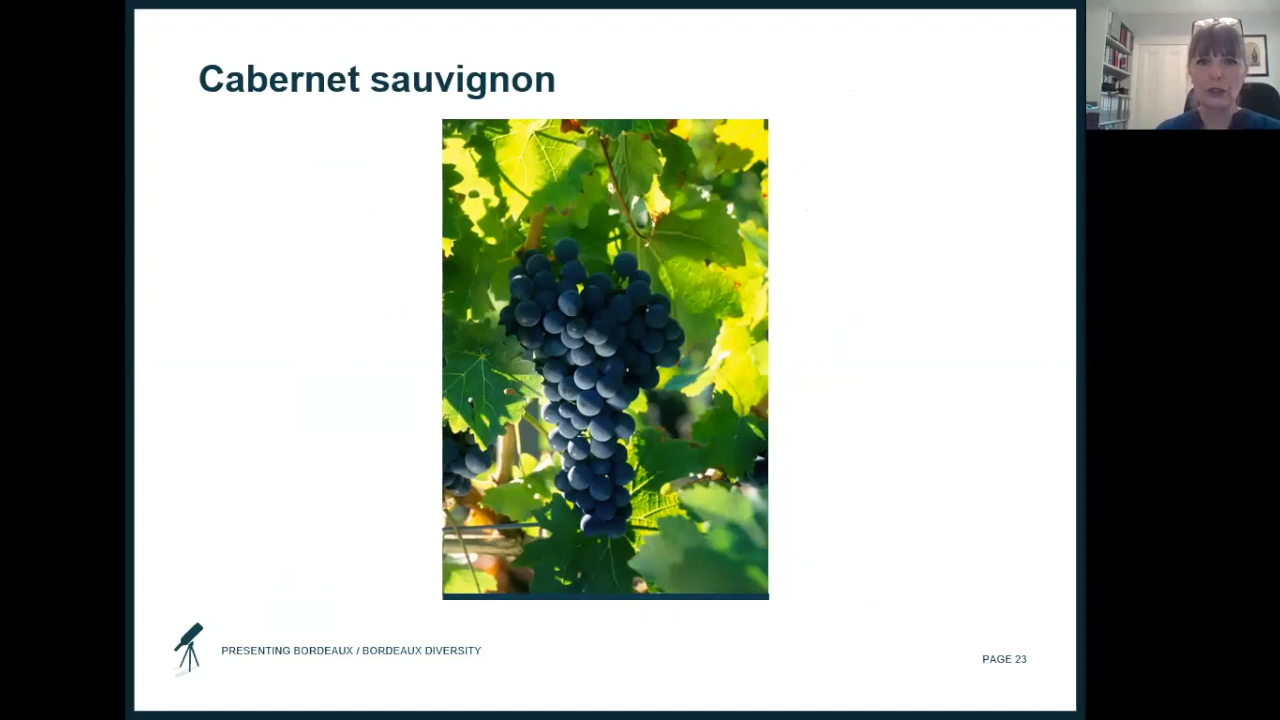 Cabernet sauvignon
PRESENTING BORDEAUX / BORDEAUX DIVERSITY
PAGE 23